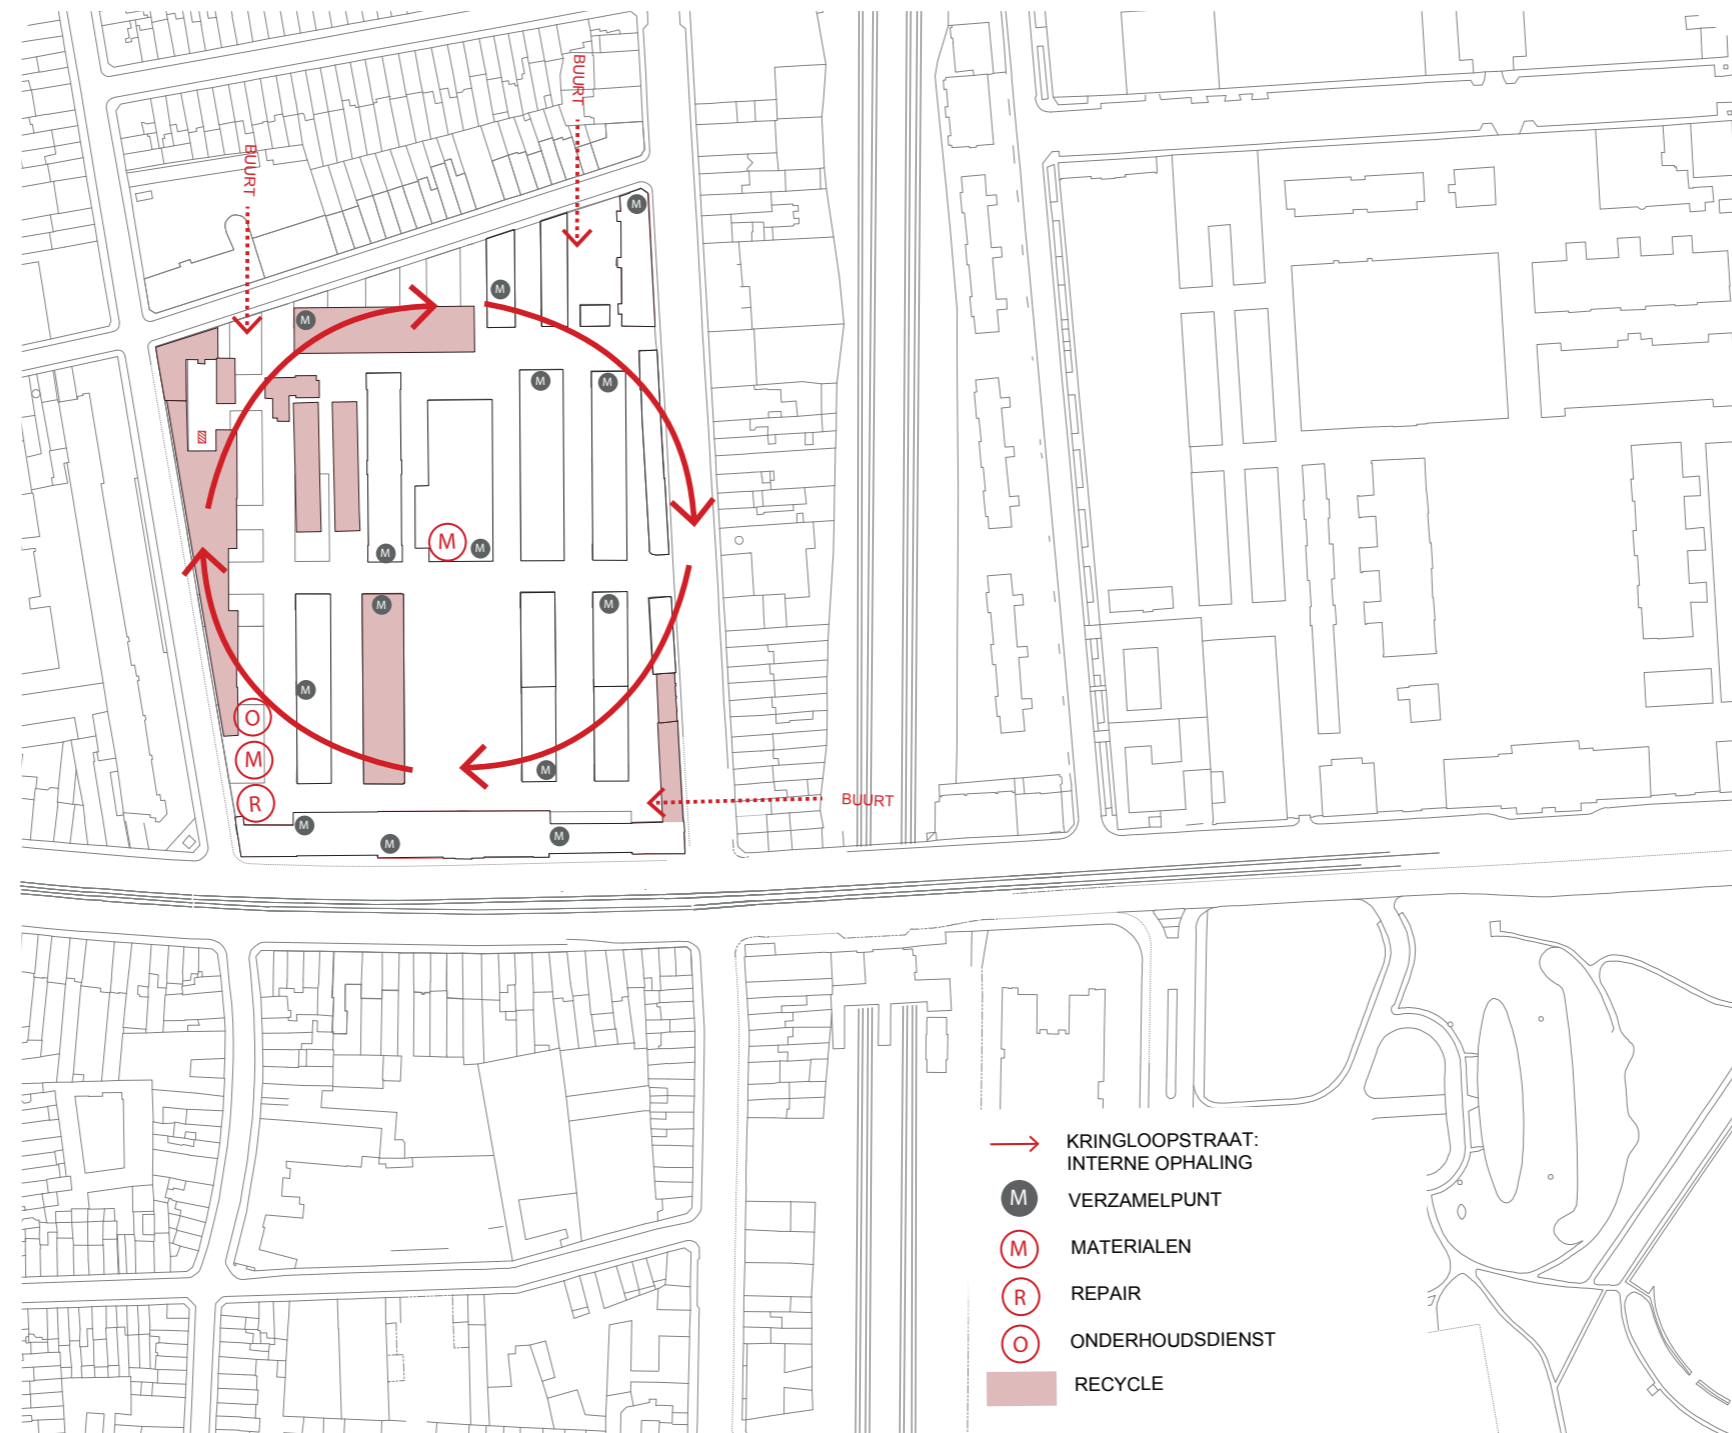 BUURT
BUURT
M
M
M
M
M
M
M
M
M
M
M
M
O
M
M
R
BUURT
M
M
M
KRINGLOOPSTRAAT:
INTERNE OPHALING
M VERZAMELPUNT
M MATERIALEN
R REPAIR
O ONDERHOUDSDIENST
RECYCLE